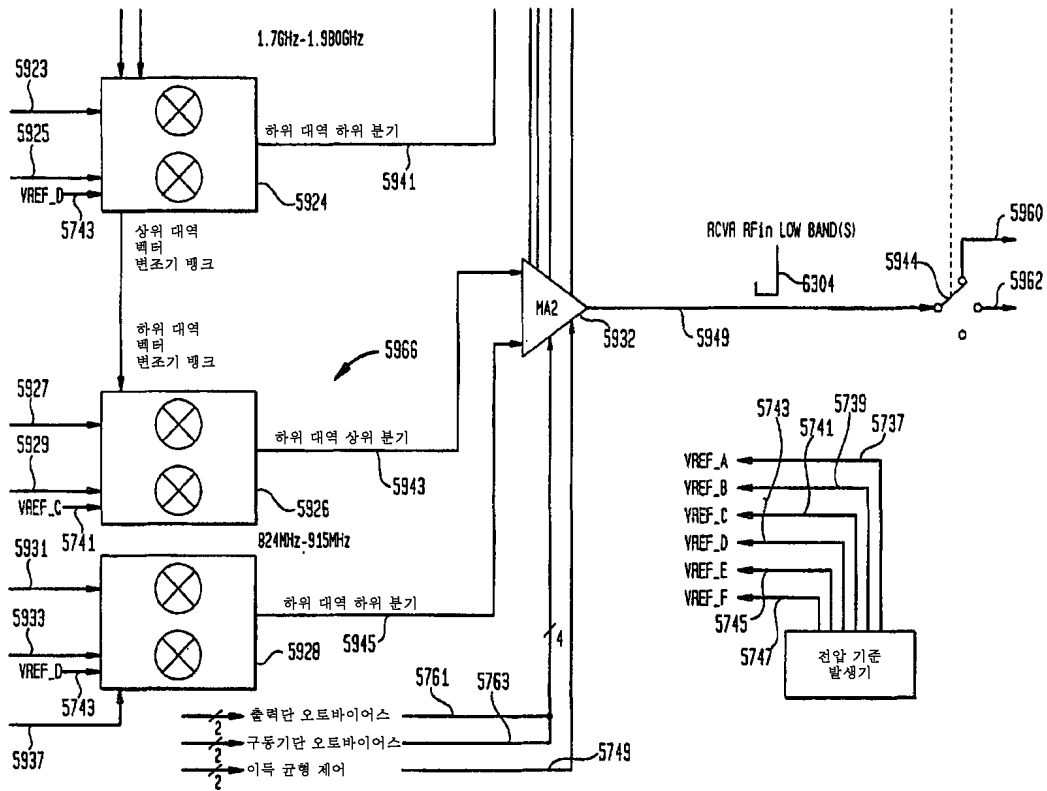 1.7GHz-1.980GHz
5923
5925
VREF_D
5743
5924
하위 대역 하위 분기
5941
상위 대역
벡터
변조기 뱅크
하위 대역
벡터
변조기 뱅크
5966
MA2
5932
5949
RCVR RFin LOW BAND(S)
6304
5944
5960
5962
5927
5929
VREF_C
5741
5926
하위 대역 상위 분기
5943
824MHz-915MHz
5931
5933
VREF_D
5743
5928
하위 대역 하위 분기
5945
5937
4
5761
5763
2
출력단 오토바이어스
2
구동기단 오토바이어스
2
이득 균형 제어
5749
5743
5741
5739
5737
VREF_A
VREF_B
VREF_C
VREF_D
VREF_E
VREF_F
5745
5747
전압 기준
발생기